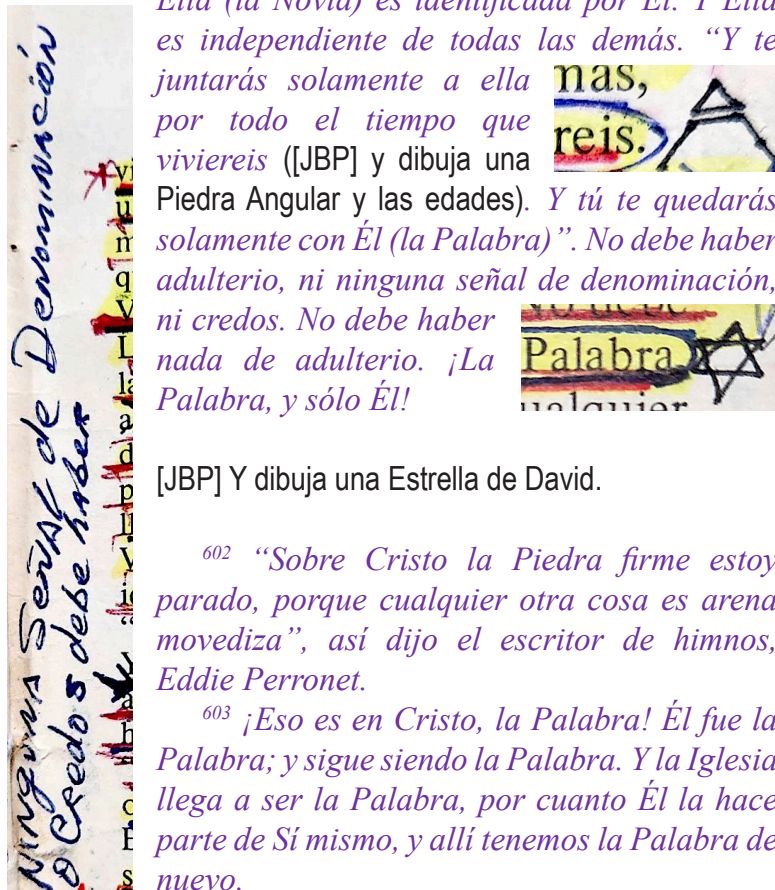 Ella (la Novia) es identificada por Él. Y Ella
es independiente de todas las demás. “Y te
juntarás solamente a ella
por todo el tiempo que
viviereis ([JBP] y dibuja una
Piedra Angular y las edades). Y tú te quedarás
solamente con Él (la Palabra)”. No debe haber
adulterio, ni ninguna señal de denominación,
ni credos. No debe haber
nada de adulterio. ¡La
Palabra, y sólo Él!
mas,
reis.
Palabra
[JBP] Y dibuja una Estrella de David.
602 “Sobre Cristo la Piedra firme estoy
parado, porque cualquier otra cosa es arena
movediza”, así dijo el escritor de himnos,
Eddie Perronet.
603 ¡Eso es en Cristo, la Palabra! Él fue la
Palabra; y sigue siendo la Palabra. Y la Iglesia
llega a ser la Palabra, por cuanto Él la hace
parte de Sí mismo, y allí tenemos la Palabra de
nuevo.
NINGUNA SEÑAL de DeNOMINACIÓN
O CRedos debe haber